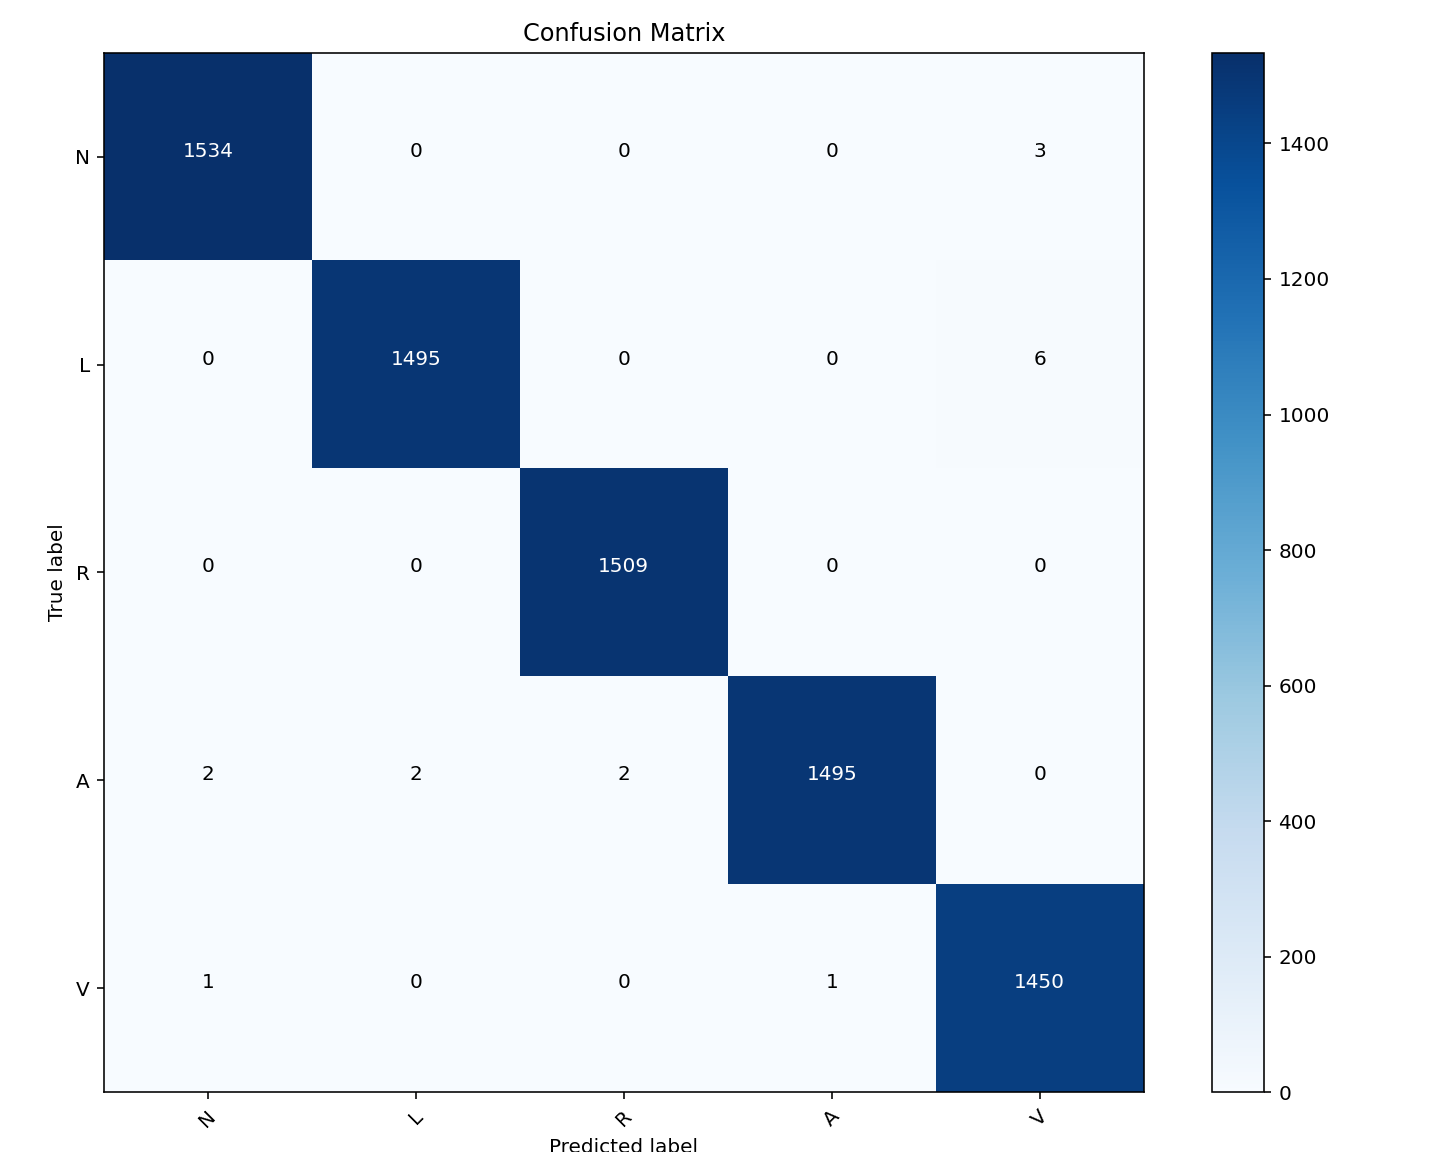 Confusion Matrix
N 1534 0 0 0 3
L 0 1495 0 0 6
R 0 0 1509 0 0
A 2 2 2 1495 0
V 1 0 0 1 1450
True label
N L R A V
Predicted label
1400
1200
1000
800
600
400
200
0